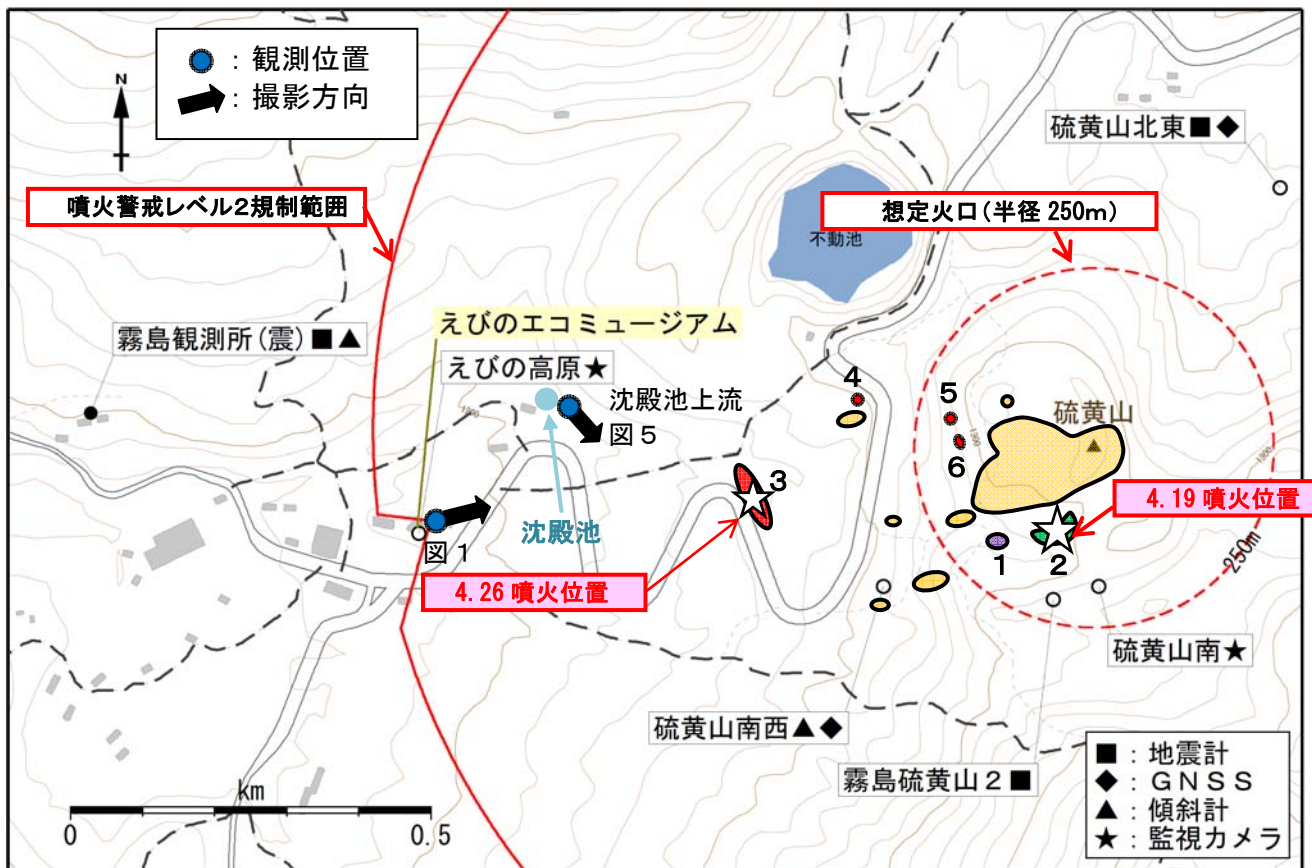 ：観測位置
：撮影方向
N
噴火警戒レベル2規制範囲
想定火口（半径 250m）
硫黄山北東■◆
不動池
えびのエコミュージアム
霧島観測所（震）■▲
えびの高原★
沈殿池上流
図５
1300
4
5
硫黄山
1300
6
1300
3
4.19 噴火位置
沈殿池
図１
1
2
4.26 噴火位置
250m
硫黄山南★
硫黄山南西▲◆
霧島硫黄山２■
■：地震計
◆：ＧＮＳＳ
▲：傾斜計
★：監視カメラ
km
0
0.5